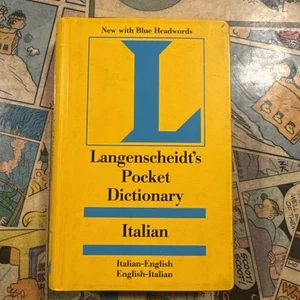 New with Blue Headwords
L
Langenscheidt's
Pocket
Dictionary
Italian
Italian-English
English-Italian